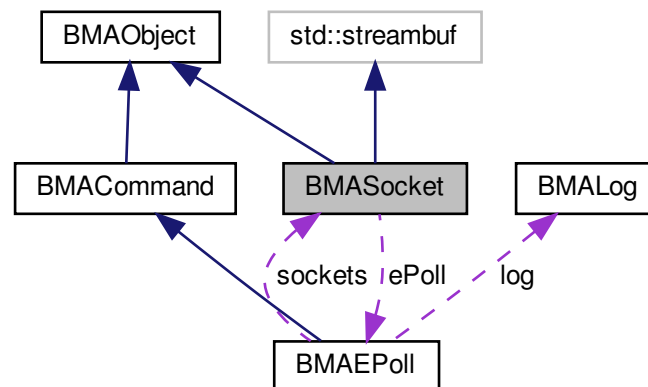 BMAObject
std::streambuf
BMACommand
BMASocket
BMALog
sockets
ePoll
log
BMAEPoll